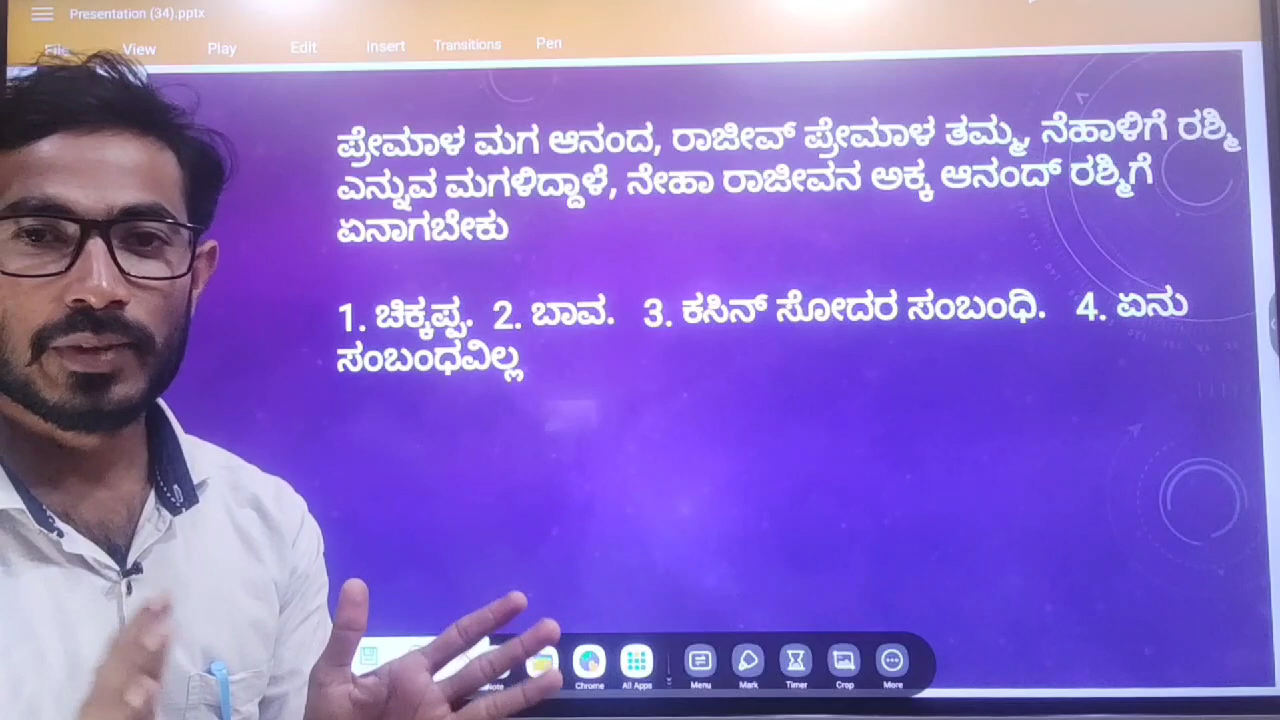 Presentation (34).pptx
File View Play Edit Insert Transitions Pen
ಪ್ರೇಮಾಳ ಮಗ ಆನಂದ, ರಾಜೀವ್ ಪ್ರೇಮಾಳ ತಮ್ಮ, ನೆಹಾಳಿಗೆ ರಶ್ಮಿ
ಎನ್ನುವ ಮಗಳಿದ್ದಾಳೆ, ನೇಹಾ ರಾಜೀವನ ಅಕ್ಕ ಆನಂದ್ ರಶ್ಮಿಗೆ
ಏನಾಗಬೇಕು
1. ಚಿಕ್ಕಪ್ಪ. 2. ಬಾವ. 3. ಕಸಿನ್ ಸೋದರ ಸಂಬಂಧಿ. 4. ಏನು
ಸಂಬಂಧವಿಲ್ಲ
Note Chrome All Apps Menu Mark Timer Crop More